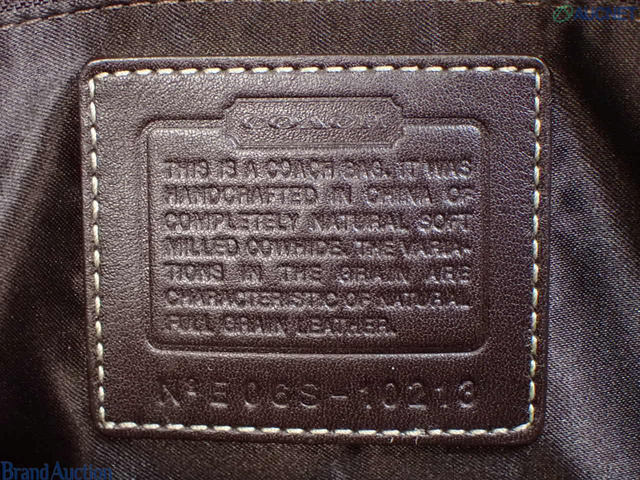 AUCNET
COACH
THIS IS A COACH BAG. IT WAS
HANDCRAFTED IN CHINA OF
COMPLETELY NATURAL SOFT
MILLED COWHIDE. THE VARIA-
TIONS IN THE GRAIN ARE
CHARACTERISTIC OF NATURAL
FULL GRAIN LEATHER.
Nº E06S-10213
Brand Auction